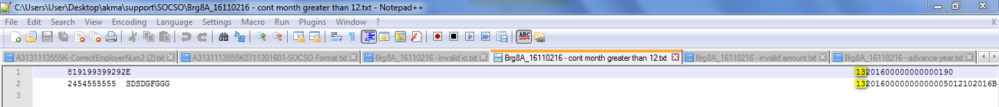 C:\Users\User\Desktop\akma\support\SOCSO\Brg8A_16110216 - cont month greater than 12.txt - Notepad++
File Edit Search View Encoding Language Settings Macro Run Plugins Window ? X
ABC
A3131113555K- CorrectEmployerNum2 (2).txt A3131113555K0711201601-SOCSO Format.txt Brg8A_16110216 - invalid ic.txt Brg8A_16110216 - cont month greater than 12.txt Brg8A_16110216 - invalid amount.txt Brg8A_16110216 - advance year.txt
1 819199399292E 13201600000000000190
2 2454555555 SDSDGFGGG 132016000000000005012102016B
3